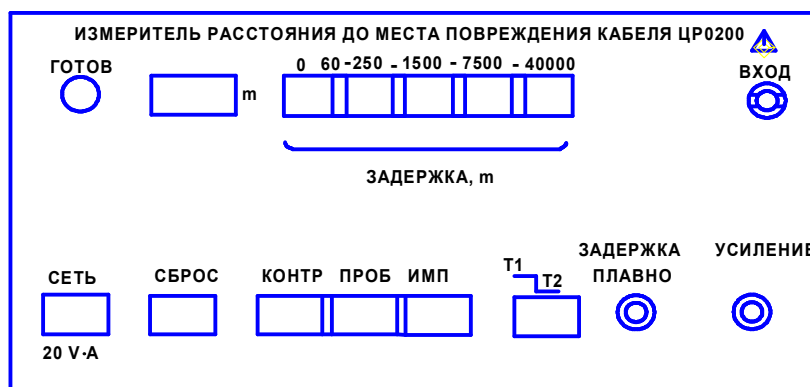 ИЗМЕРИТЕЛЬ РАССТОЯНИЯ ДО МЕСТА ПОВРЕЖДЕНИЯ КАБЕЛЯ ЦР0200
ГОТОВ
m
0 60 -250 - 1500 - 7500 - 40000
ВХОД
ЗАДЕРЖКА, m
СЕТЬ
СБРОС
КОНТР ПРОБ ИМП
T1
T2
ЗАДЕРЖКА
ПЛАВНО
УСИЛЕНИЕ
20 V·A